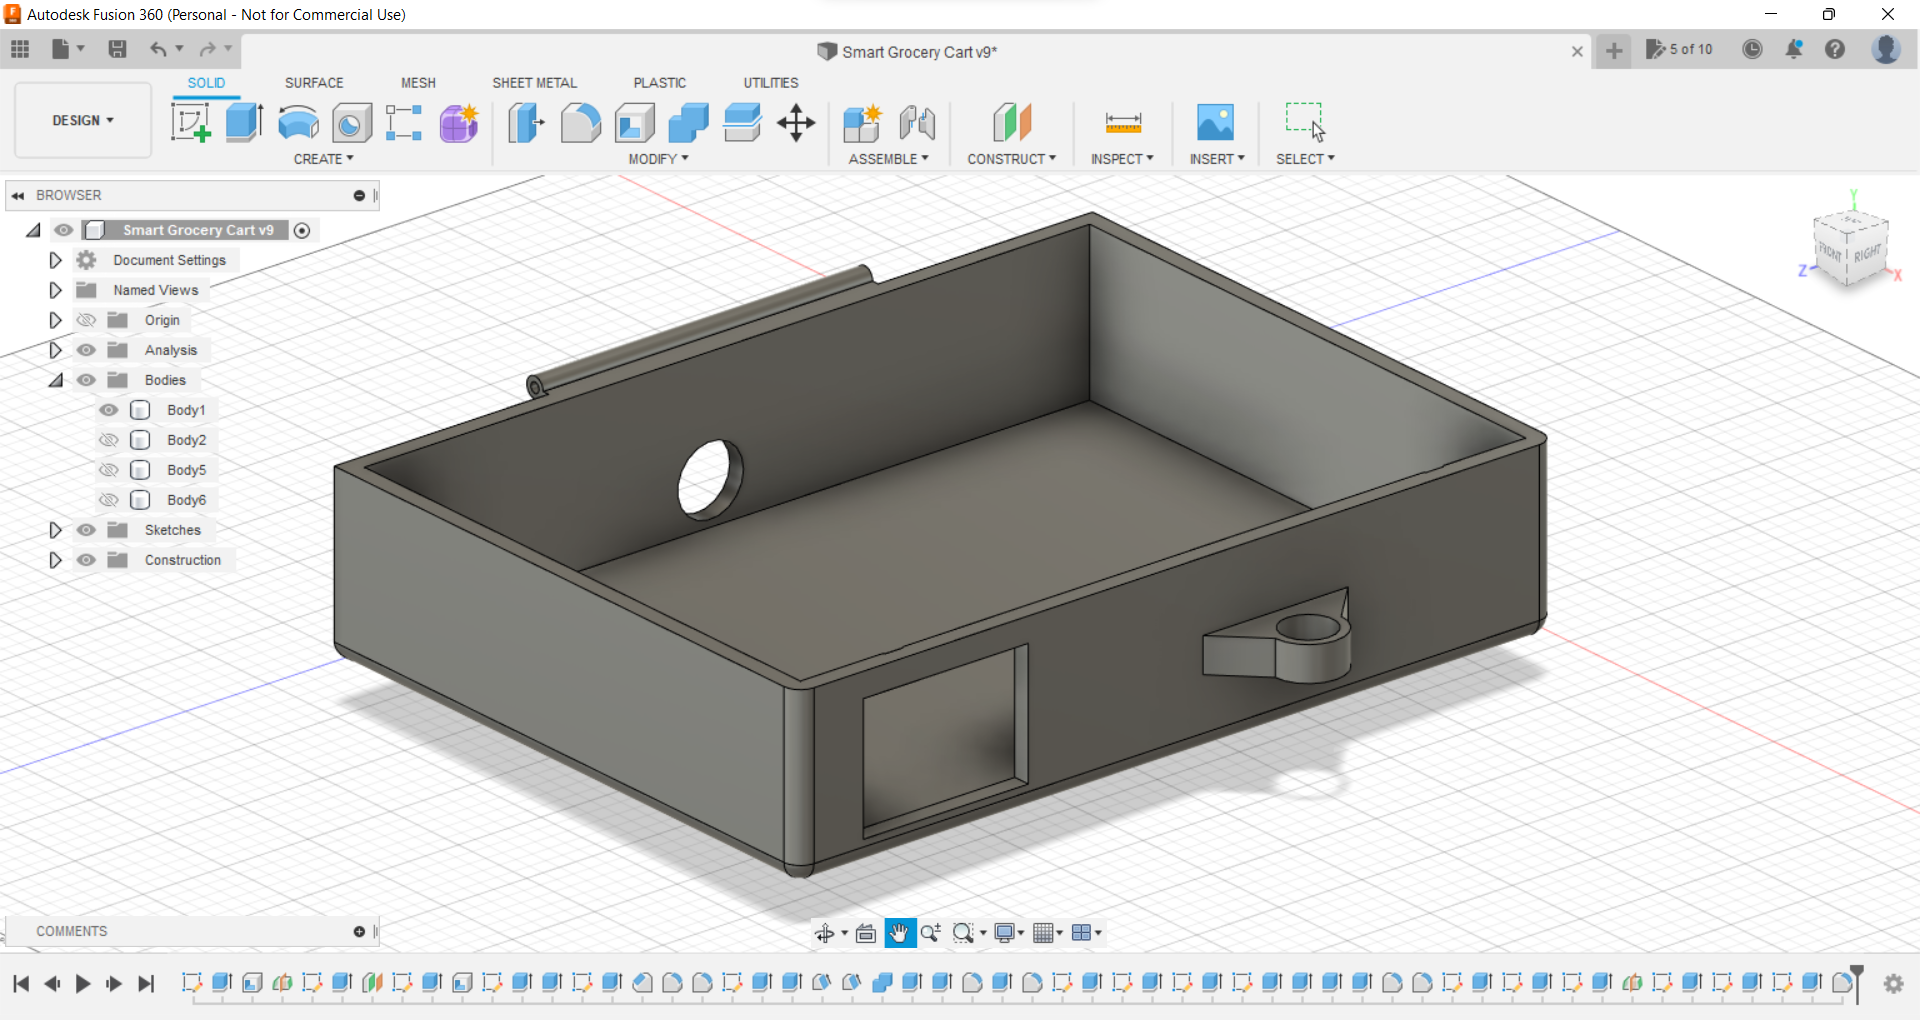 Autodesk Fusion 360 (Personal - Not for Commercial Use)
Smart Grocery Cart v9*
5 of 10
SOLID SURFACE MESH SHEET METAL PLASTIC UTILITIES
DESIGN
CREATE MODIFY ASSEMBLE CONSTRUCT INSPECT INSERT SELECT
BROWSER
Smart Grocery Cart v9
Document Settings
Named Views
Origin
Analysis
Bodies
Body1
Body2
Body5
Body6
Sketches
Construction
Y
FRONT RIGHT
Z X
COMMENTS